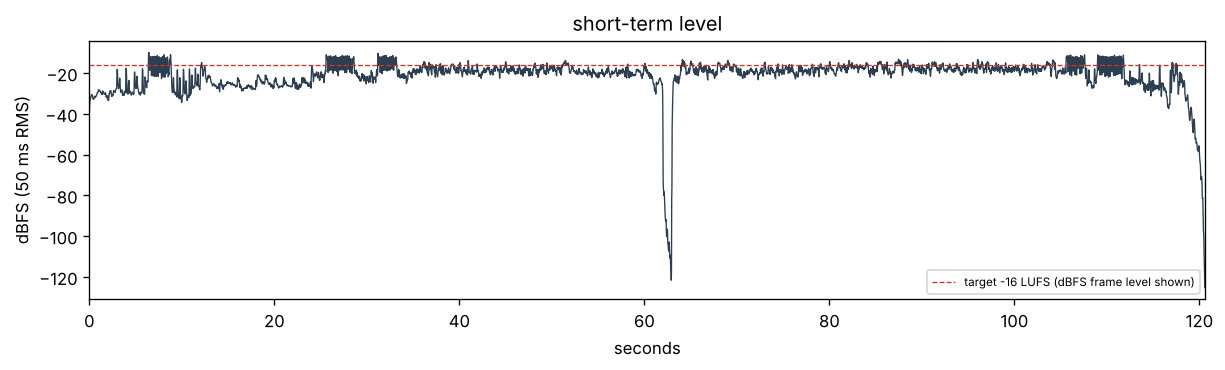 short-term level
dBFS (50 ms RMS)
−20
−40
−60
−80
−100
−120
target -16 LUFS (dBFS frame level shown)
0 20 40 60 80 100 120
seconds